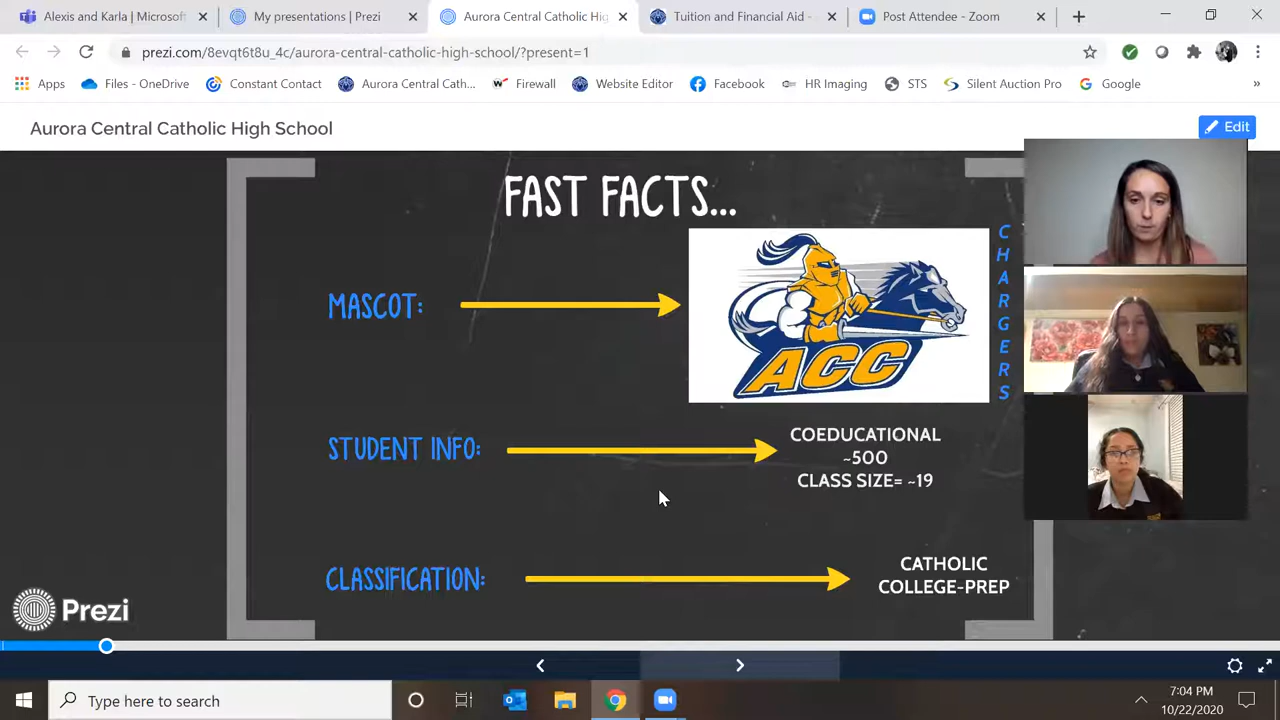 Alexis and Karla | Microsoft
My presentations | Prezi
Aurora Central Catholic Hig
Tuition and Financial Aid -
Post Attendee - Zoom
prezi.com/8evqt6t8u_4c/aurora-central-catholic-high-school/?present=1
Apps
Files - OneDrive
Constant Contact
Aurora Central Cath...
Firewall
Website Editor
Facebook
HR Imaging
STS
Silent Auction Pro
Google
Aurora Central Catholic High School
Edit
FAST FACTS...
MASCOT:
ACC
CHARGERS
STUDENT INFO:
COEDUCATIONAL
~500
CLASS SIZE= ~19
CLASSIFICATION:
CATHOLIC
COLLEGE-PREP
Prezi
Type here to search
7:04 PM
10/22/2020